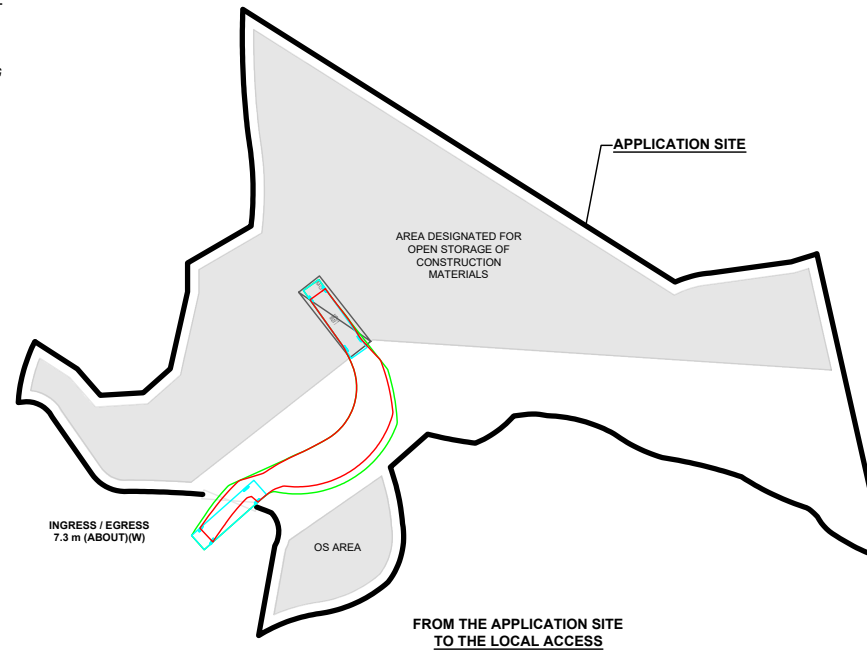 APPLICATION SITE
AREA DESIGNATED FOR
OPEN STORAGE OF
CONSTRUCTION
MATERIALS
INGRESS / EGRESS
7.3 m (ABOUT)(W)
OS AREA
FROM THE APPLICATION SITE
TO THE LOCAL ACCESS